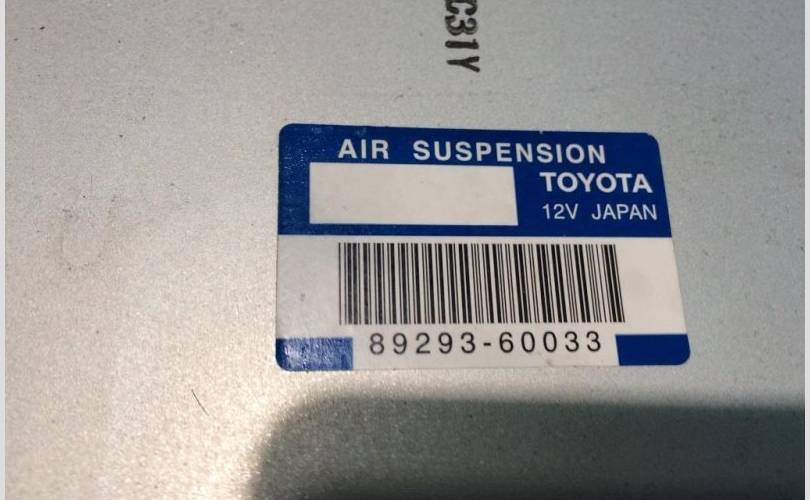 C31Y
AIR SUSPENSION
TOYOTA
12V JAPAN
89293-60033